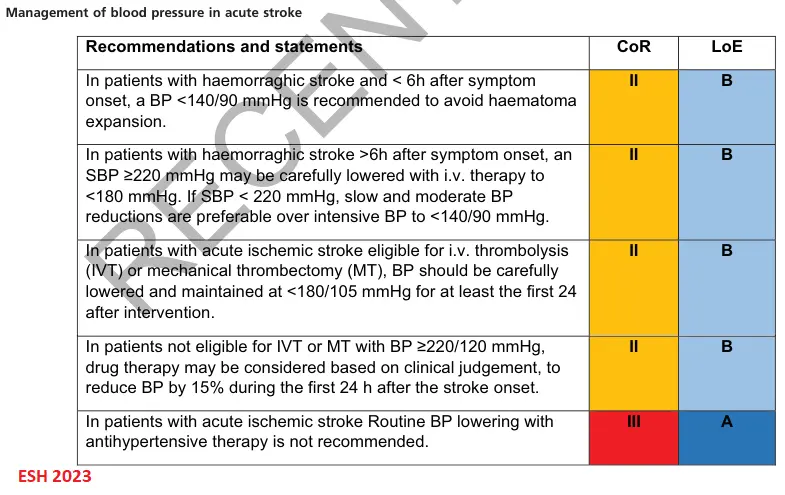 Management of blood pressure in acute stroke
Recommendations and statements CoR LoE
In patients with haemorraghic stroke and < 6h after symptom II B
onset, a BP <140/90 mmHg is recommended to avoid haematoma
expansion.
In patients with haemorraghic stroke >6h after symptom onset, an II B
SBP ≥220 mmHg may be carefully lowered with i.v. therapy to
<180 mmHg. If SBP < 220 mmHg, slow and moderate BP
reductions are preferable over intensive BP to <140/90 mmHg.
In patients with acute ischemic stroke eligible for i.v. thrombolysis II B
(IVT) or mechanical thrombectomy (MT), BP should be carefully
lowered and maintained at <180/105 mmHg for at least the first 24
after intervention.
In patients not eligible for IVT or MT with BP ≥220/120 mmHg, II B
drug therapy may be considered based on clinical judgement, to
reduce BP by 15% during the first 24 h after the stroke onset.
In patients with acute ischemic stroke Routine BP lowering with III A
antihypertensive therapy is not recommended.
ESH 2023
RECENT